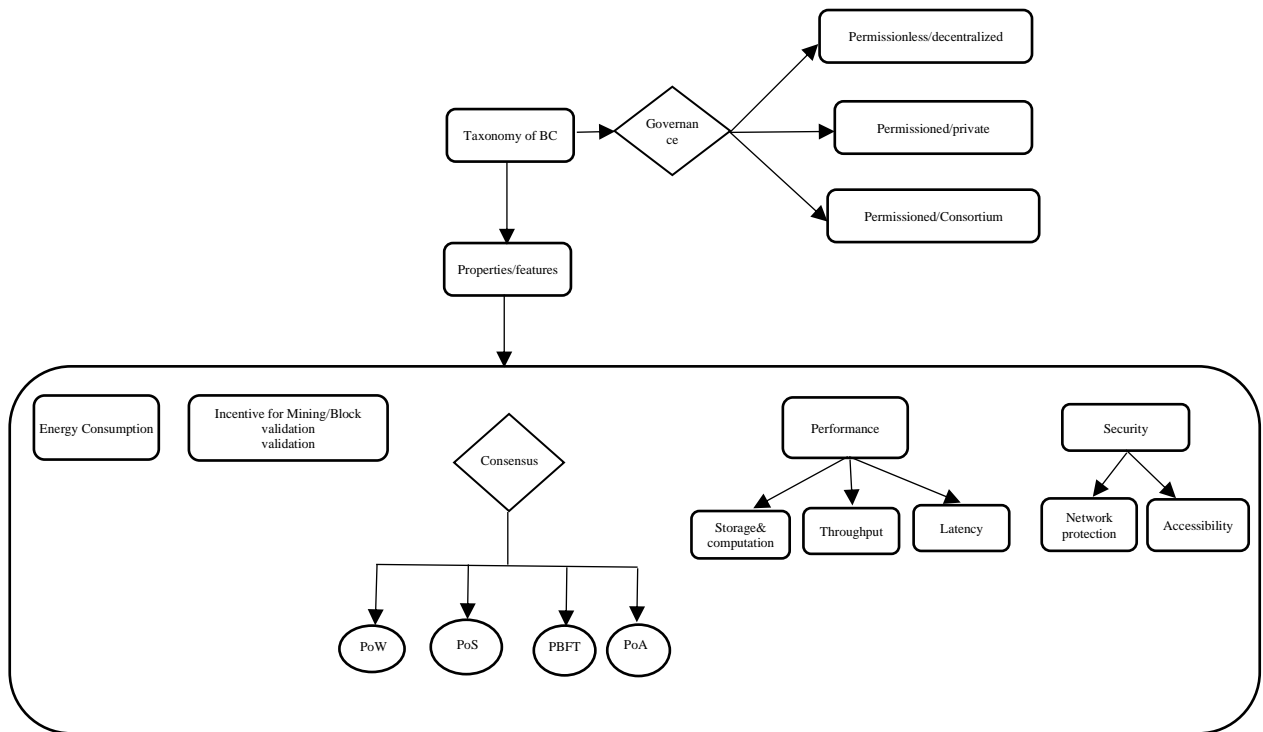 Permissionless/decentralized
Taxonomy of BC
Governan
ce
Permissioned/private
Permissioned/Consortium
Properties/features
Energy Consumption
Incentive for Mining/Block
validation
validation
Consensus
Performance
Security
Storage&
computation
Throughput
Latency
Network
protection
Accessibility
PoW
PoS
PBFT
PoA